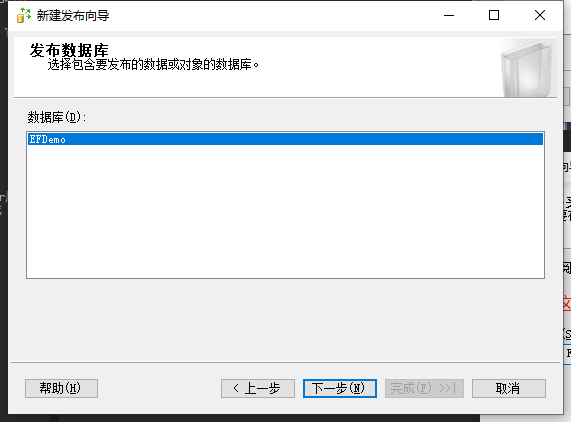 新建发布向导
发布数据库
选择包含要发布的数据或对象的数据库。
数据库(D):
EFDemo
帮助(H)
< 上一步
下一步(N)
完成(F) >>|
取消